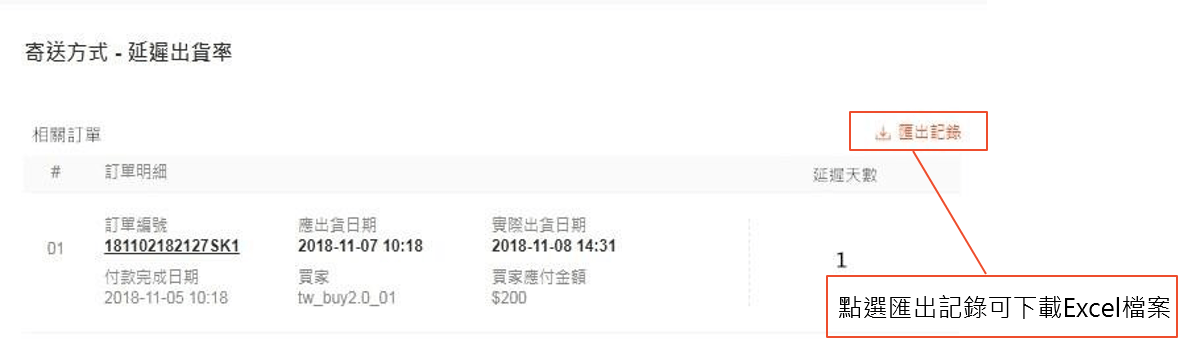 寄送方式 - 延遲出貨率
相關訂單
匯出記錄
# 訂單明細 延遲天數
訂單編號 應出貨日期 實際出貨日期
01 181102182127SK1 2018-11-07 10:18 2018-11-08 14:31 1
付款完成日期 買家 買家應付金額
2018-11-05 10:18 tw_buy2.0_01 $200
點選匯出記錄可下載Excel檔案